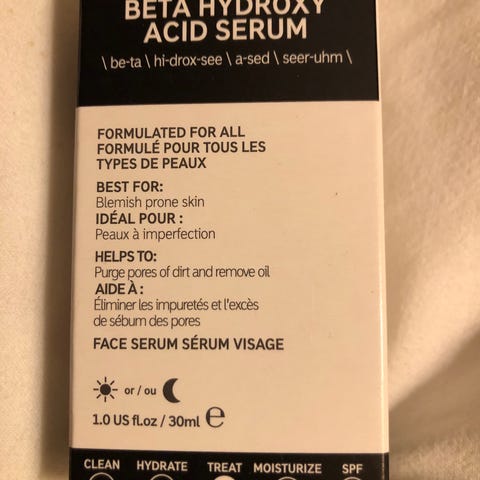 BETA HYDROXY
ACID SERUM
\ be-ta \ hi-drox-see \ a-sed \ seer-uhm \
FORMULATED FOR ALL
FORMULÉ POUR TOUS LES
TYPES DE PEAUX
BEST FOR:
Blemish prone skin
IDÉAL POUR :
Peaux à imperfection
HELPS TO:
Purge pores of dirt and remove oil
AIDE À :
Éliminer les impuretés et l'excès
de sébum des pores
FACE SERUM SÉRUM VISAGE
or / ou
1.0 US fl.oz / 30ml ℮
CLEAN HYDRATE TREAT MOISTURIZE SPF